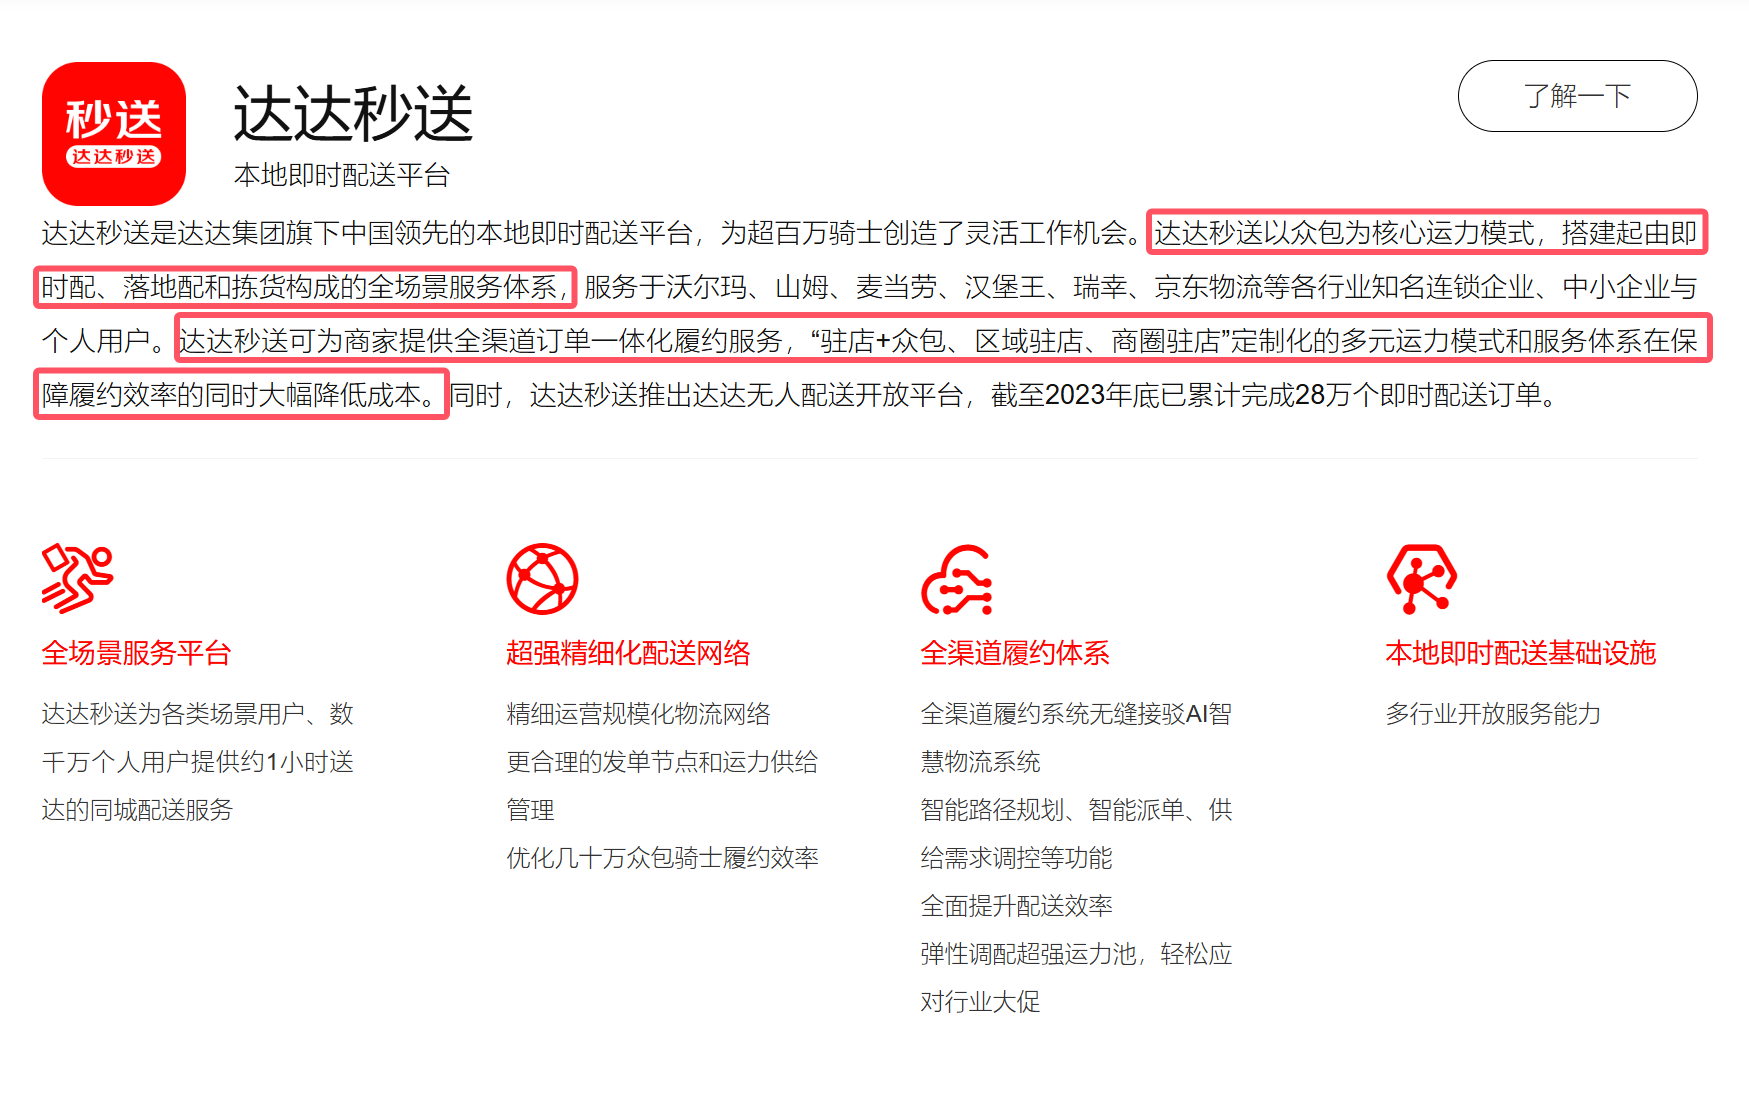 秒送
达达秒送
达达秒送
本地即时配送平台
了解一下
达达秒送是达达集团旗下中国领先的本地即时配送平台，为超百万骑士创造了灵活工作机会。达达秒送以众包为核心运力模式，搭建起由即
时配、落地配和拣货构成的全场景服务体系，服务于沃尔玛、山姆、麦当劳、汉堡王、瑞幸、京东物流等各行业知名连锁企业、中小企业与
个人用户。达达秒送可为商家提供全渠道订单一体化履约服务，“驻店+众包、区域驻店、商圈驻店”定制化的多元运力模式和服务体系在保
障履约效率的同时大幅降低成本。同时，达达秒送推出达达无人配送开放平台，截至2023年底已累计完成28万个即时配送订单。
全场景服务平台
达达秒送为各类场景用户、数
千万个人用户提供约1小时送
达的同城配送服务
超强精细化配送网络
精细运营规模化物流网络
更合理的发单节点和运力供给
管理
优化几十万众包骑士履约效率
全渠道履约体系
全渠道履约系统无缝接驳AI智
慧物流系统
智能路径规划、智能派单、供
给需求调控等功能
全面提升配送效率
弹性调配超强运力池，轻松应
对行业大促
本地即时配送基础设施
多行业开放服务能力